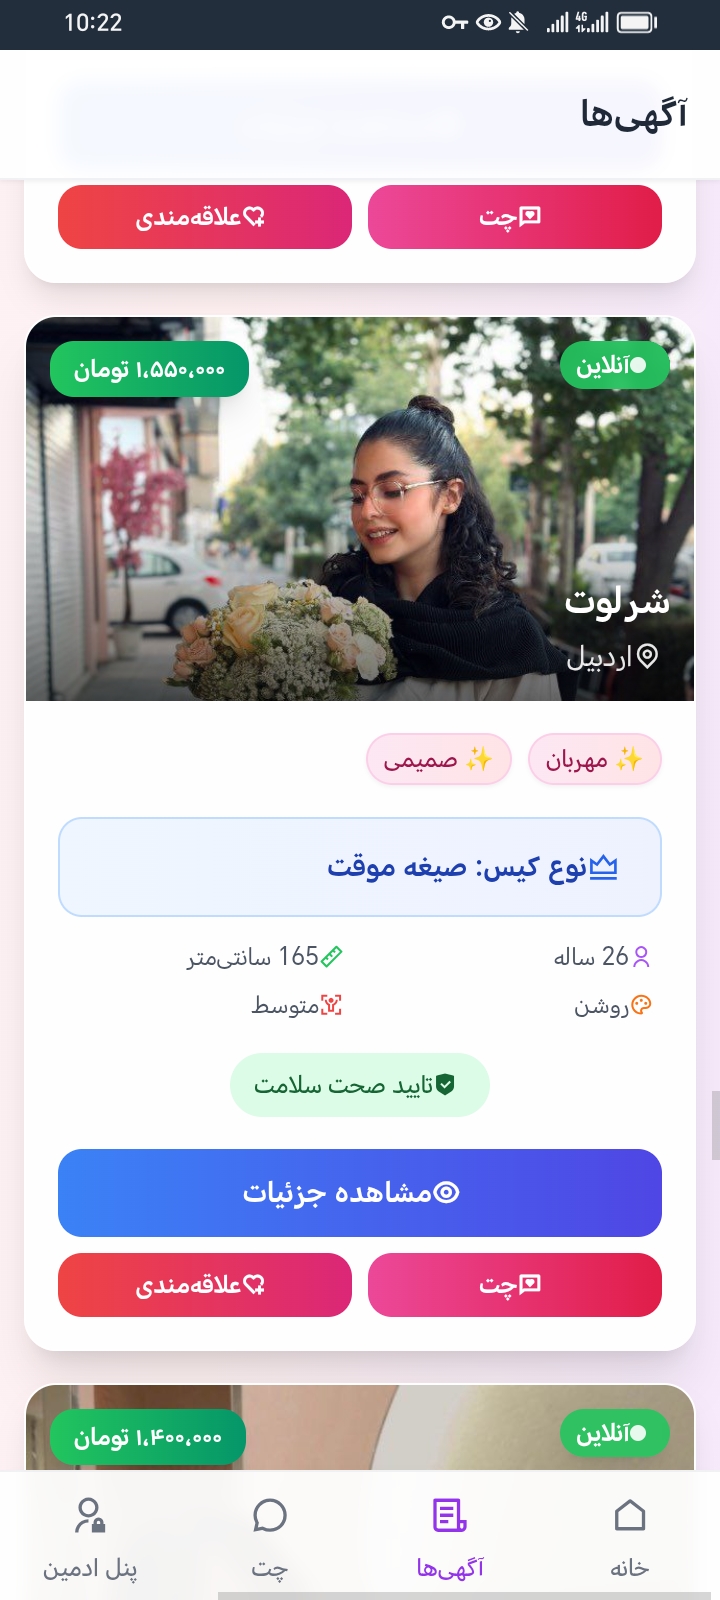 10:22
4G
آگهی‌ها
چت
علاقه‌مندی
آنلاین
۱,۵۵۰,۰۰۰ تومان
شرلوت
اردبیل
✨ مهربان
✨ صمیمی
نوع کیس: صیغه موقت
26 ساله
165 سانتی‌متر
روشن
متوسط
تایید صحت سلامت
مشاهده جزئیات
چت
علاقه‌مندی
آنلاین
۱,۴۰۰,۰۰۰ تومان
خانه
آگهی‌ها
چت
پنل ادمین